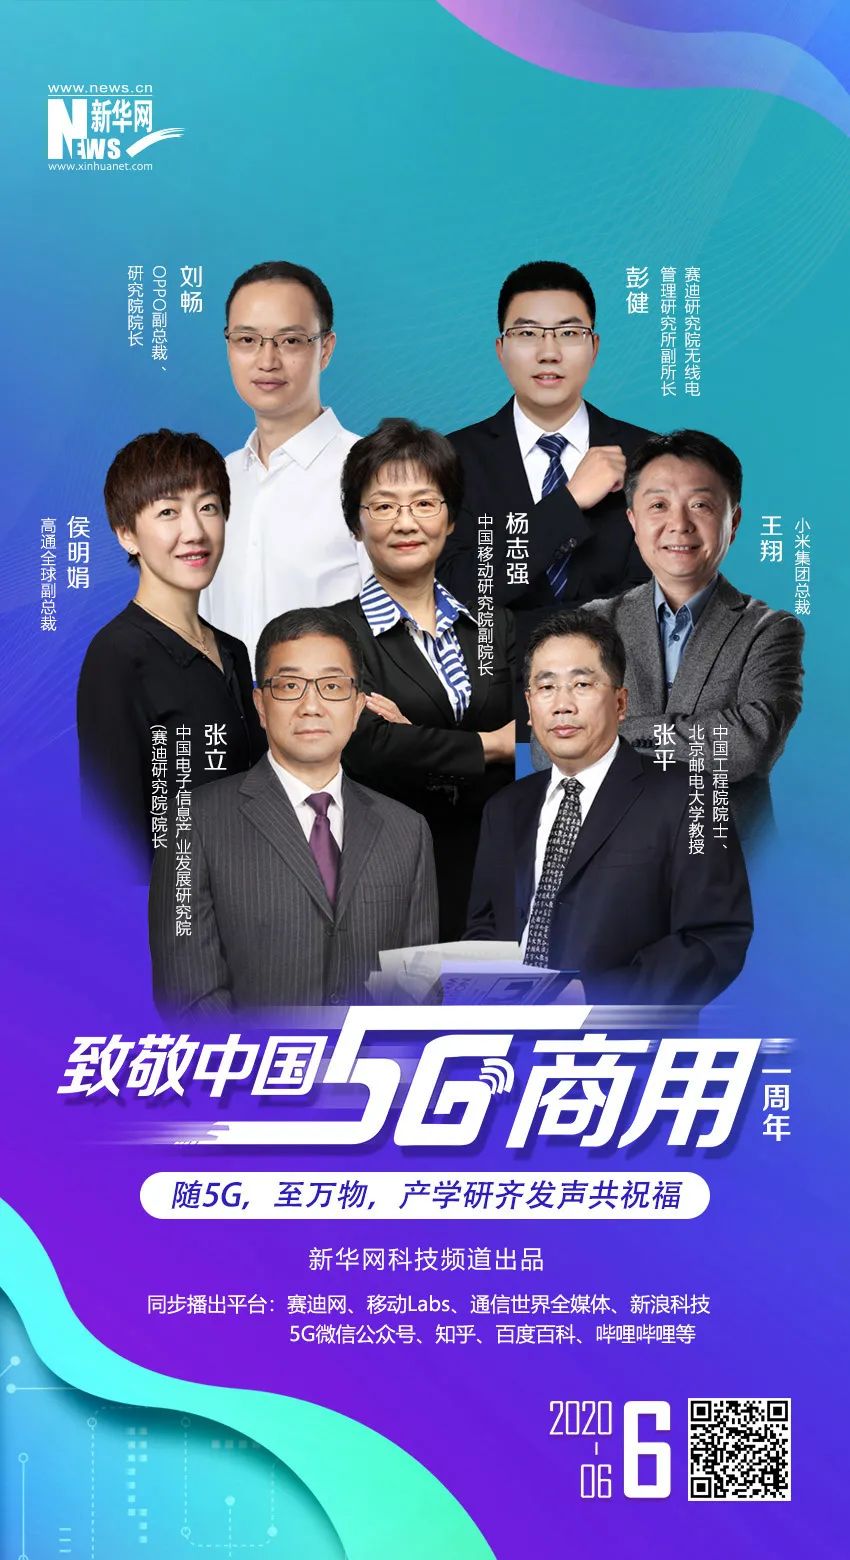 www.news.cn
新华网
NEWS
www.xinhuanet.com
刘畅
OPPO副总裁、
研究院院长
彭健
赛迪研究院无线电
管理研究所副所长
侯明娟
高通全球副总裁
杨志强
中国移动研究院副院长
王翔
小米集团总裁
张立
中国电子信息产业发展研究院
(赛迪研究院)院长
张平
中国工程院院士、
北京邮电大学教授
致敬中国5G商用
一周年
随5G，至万物，产学研齐发声共祝福
新华网科技频道出品
同步播出平台：赛迪网、移动Labs、通信世界全媒体、新浪科技
5G微信公众号、知乎、百度百科、哔哩哔哩等
2020
-
06
6